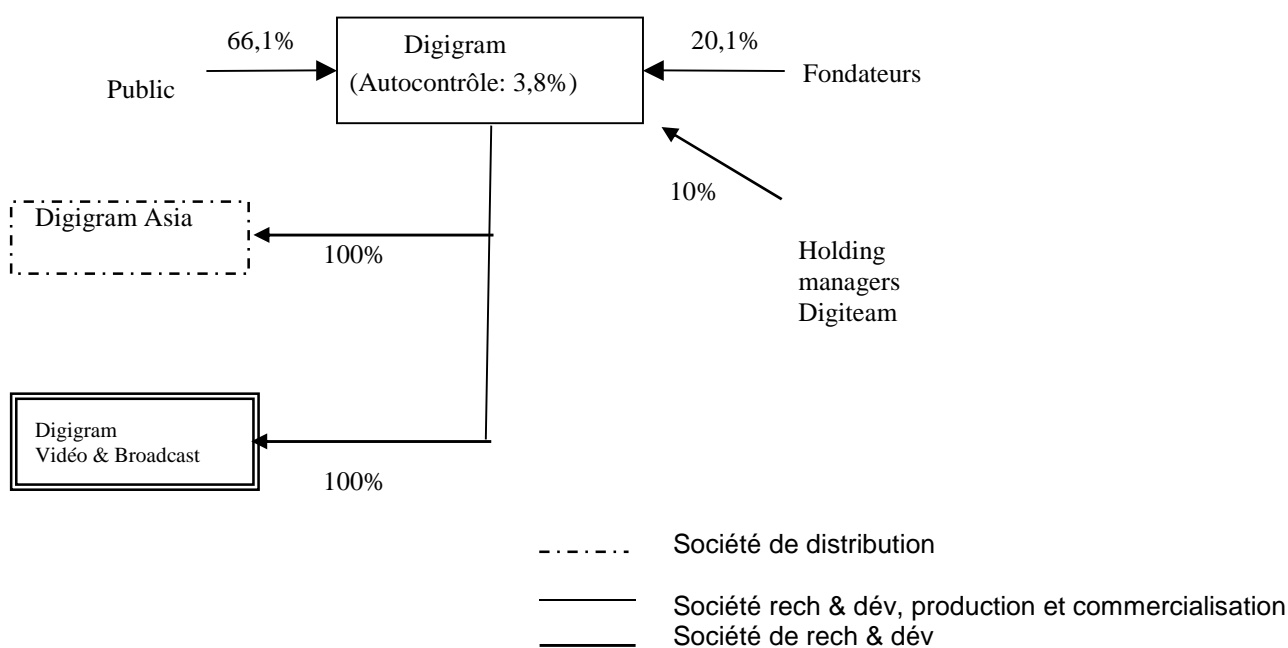 66,1%
Digigram
20,1%
Public
(Autocontrôle: 3,8%)
Fondateurs
10%
Digigram Asia
100%
Holding
managers
Digiteam
Digigram
Vidéo & Broadcast
100%
Société de distribution
Société rech & dév, production et commercialisation
Société de rech & dév